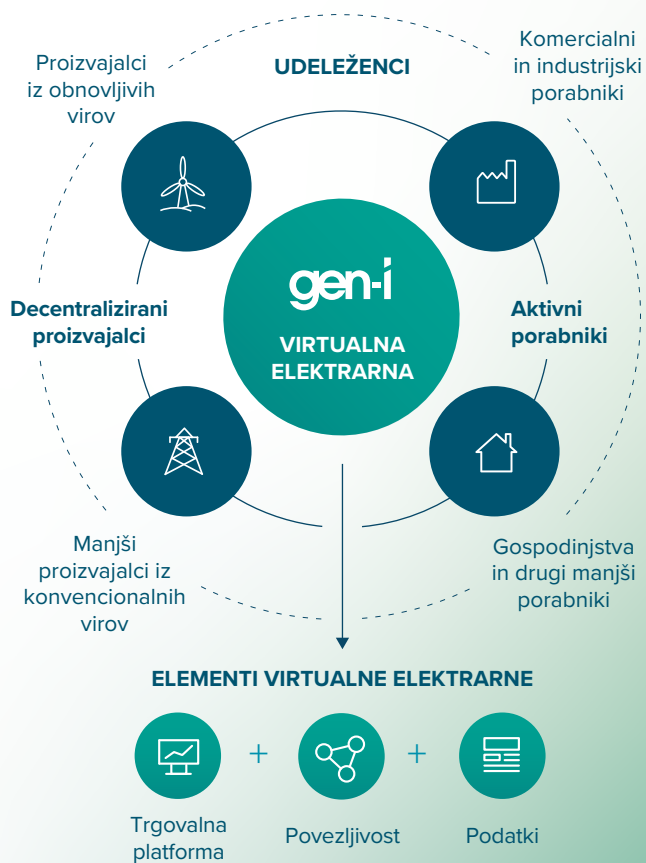 Proizvajalci
iz obnovljivih
virov
UDELEŽENCI
Komercialni
in industrijski
porabniki
gen-i
VIRTUALNA
ELEKTRARNA
Decentralizirani
proizvajalci
Aktivni
porabniki
Manjši
proizvajalci iz
konvencionalnih
virov
Gospodinjstva
in drugi manjši
porabniki
ELEMENTI VIRTUALNE ELEKTRARNE
+ +
Trgovalna
platforma
Povezljivost
Podatki